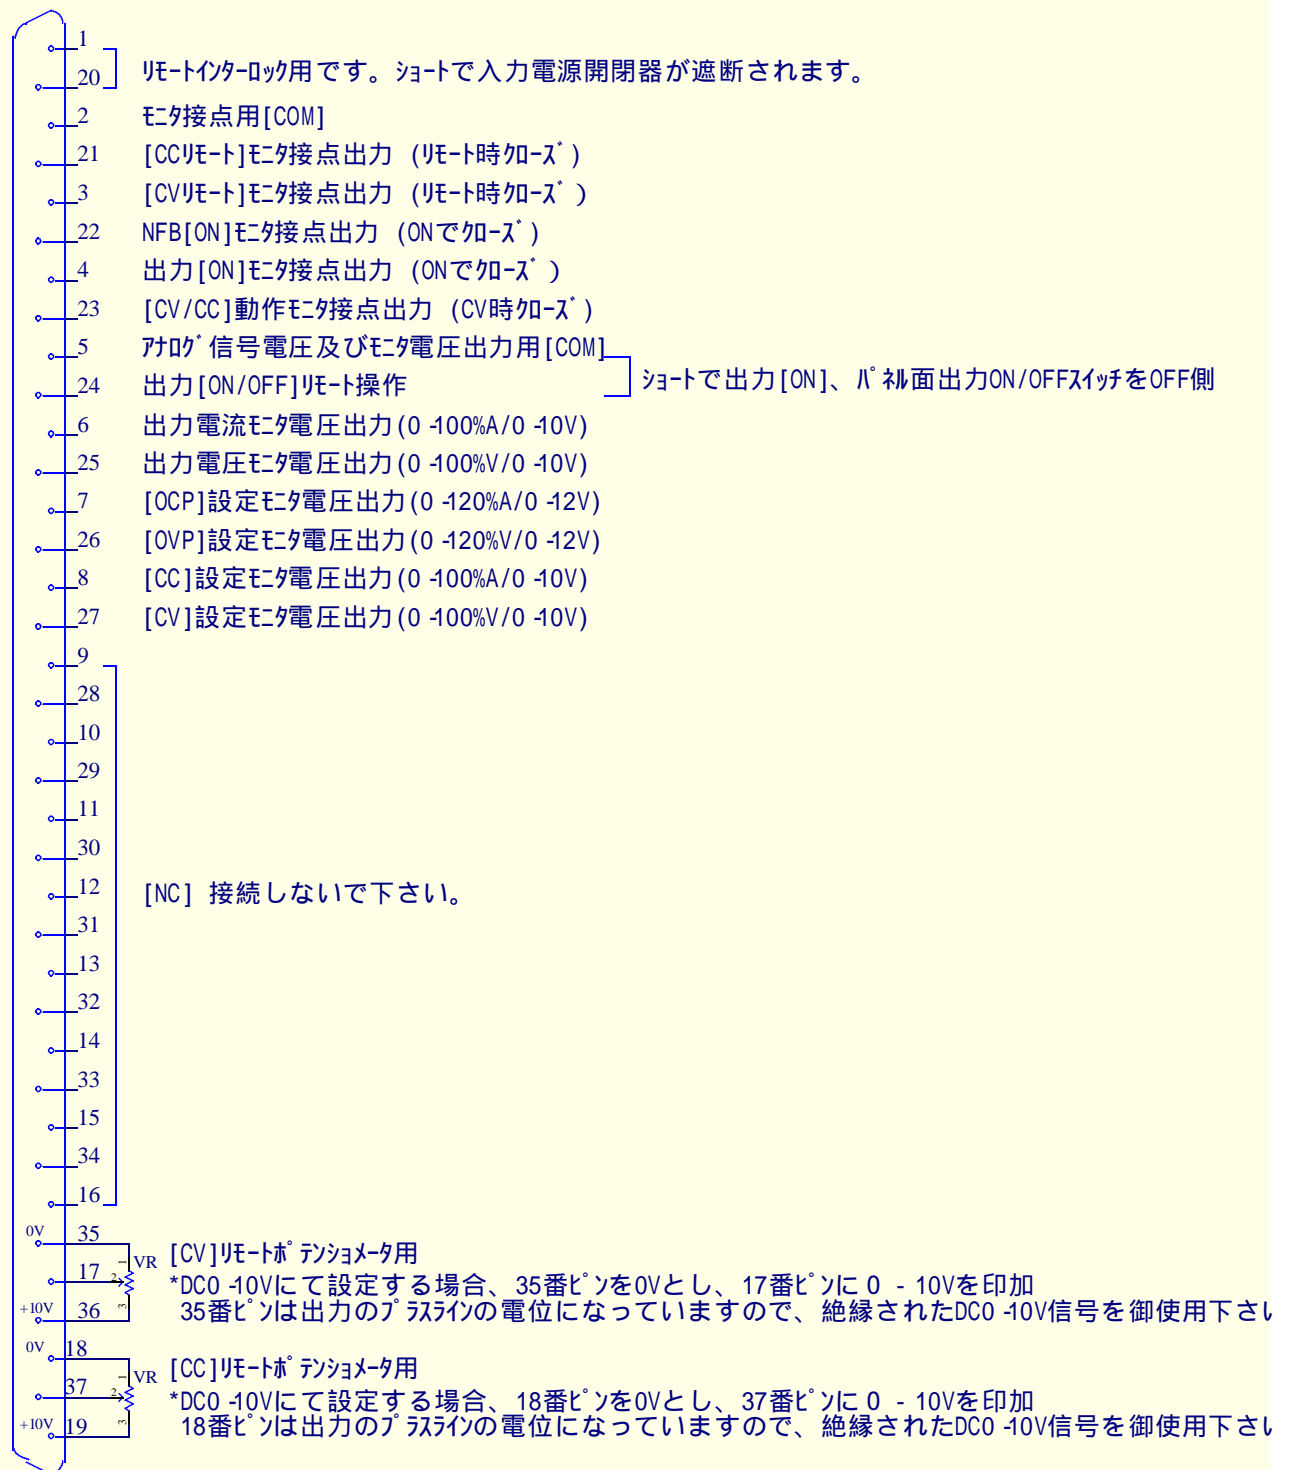 1
20 ﾘﾓｰﾄｲﾝﾀｰﾛｯｸ用です。ｼｮｰﾄで入力電源開閉器が遮断されます。
2 ﾓﾆﾀ接点用[COM]
21 [CCﾘﾓｰﾄ]ﾓﾆﾀ接点出力 (ﾘﾓｰﾄ時ｸﾛｰｽﾞ)
3 [CVﾘﾓｰﾄ]ﾓﾆﾀ接点出力 (ﾘﾓｰﾄ時ｸﾛｰｽﾞ)
22 NFB[ON]ﾓﾆﾀ接点出力 (ONでｸﾛｰｽﾞ)
4 出力[ON]ﾓﾆﾀ接点出力 (ONでｸﾛｰｽﾞ)
23 [CV/CC]動作ﾓﾆﾀ接点出力 (CV時ｸﾛｰｽﾞ)
5 ｱﾅﾛｸﾞ信号電圧及びﾓﾆﾀ電圧出力用[COM]
24 出力[ON/OFF]ﾘﾓｰﾄ操作 ｼｮｰﾄで出力[ON]、ﾊﾟﾈﾙ面出力ON/OFFｽｲｯﾁをOFF側
6 出力電流ﾓﾆﾀ電圧出力(0-100%A/0-10V)
25 出力電圧ﾓﾆﾀ電圧出力(0-100%V/0-10V)
7 [OCP]設定ﾓﾆﾀ電圧出力(0-120%A/0-12V)
26 [OVP]設定ﾓﾆﾀ電圧出力(0-120%V/0-12V)
8 [CC]設定ﾓﾆﾀ電圧出力(0-100%A/0-10V)
27 [CV]設定ﾓﾆﾀ電圧出力(0-100%V/0-10V)
9
28
10
29
11
30
12 [NC] 接続しないで下さい。
31
13
32
14
33
15
34
16
0V 35
1 VR [CV]ﾘﾓｰﾄﾎﾟﾃﾝｼｮﾒｰﾀ用
17 2 *DC0-10Vにて設定する場合、35番ﾋﾟﾝを0Vとし、17番ﾋﾟﾝに0 - 10Vを印加
+10V 36 3 35番ﾋﾟﾝは出力のﾌﾟﾗｽﾗｲﾝの電位になっていますので、絶縁されたDC0-10V信号を御使用下さい
0V 18
1 VR [CC]ﾘﾓｰﾄﾎﾟﾃﾝｼｮﾒｰﾀ用
37 2 *DC0-10Vにて設定する場合、18番ﾋﾟﾝを0Vとし、37番ﾋﾟﾝに0 - 10Vを印加
+10V 19 3 18番ﾋﾟﾝは出力のﾌﾟﾗｽﾗｲﾝの電位になっていますので、絶縁されたDC0-10V信号を御使用下さい